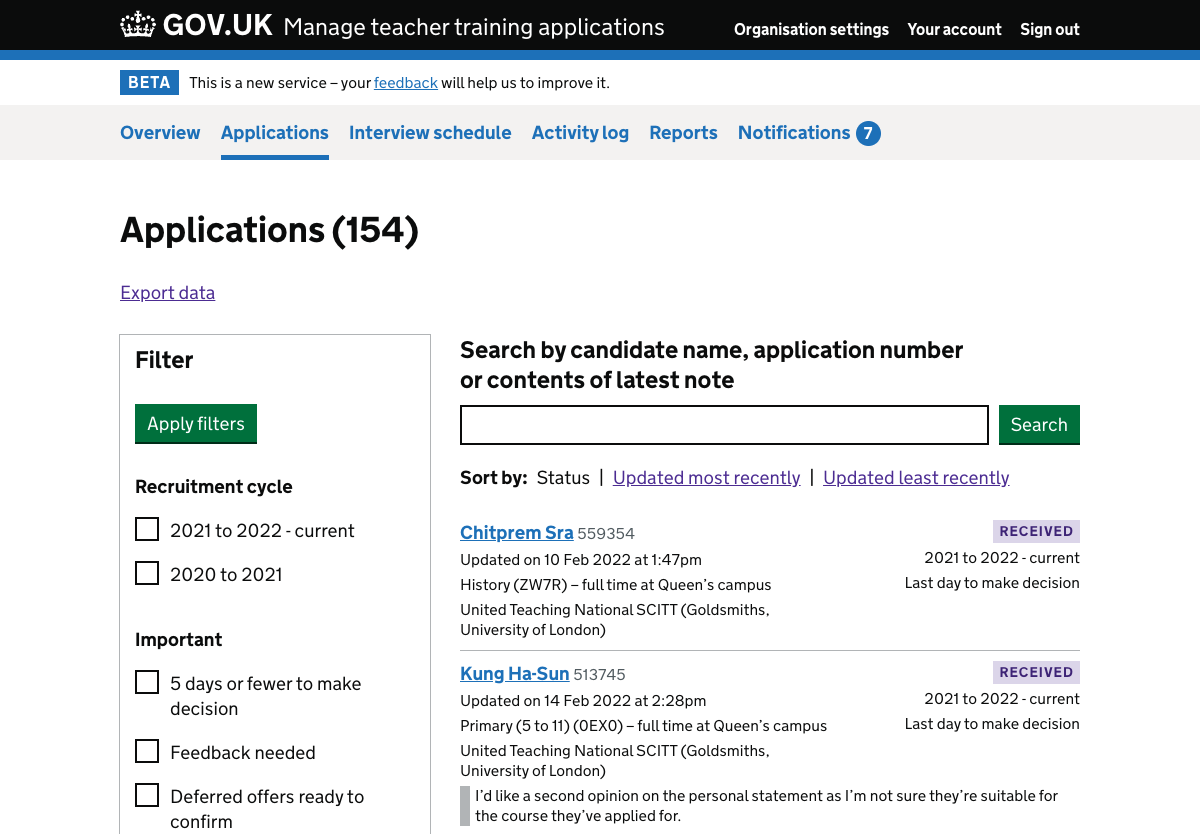 GOV.UK Manage teacher training applications
Organisation settings Your account Sign out
BETA This is a new service – your feedback will help us to improve it.
Overview Applications Interview schedule Activity log Reports Notifications 7
Applications (154)
Export data
Filter
Apply filters
Recruitment cycle
2021 to 2022 - current
2020 to 2021
Important
5 days or fewer to make
decision
Feedback needed
Deferred offers ready to
confirm
Search by candidate name, application number
or contents of latest note
Search
Sort by: Status | Updated most recently | Updated least recently
Chitprem Sra 559354
RECEIVED
Updated on 10 Feb 2022 at 1:47pm
2021 to 2022 - current
History (ZW7R) – full time at Queen’s campus
Last day to make decision
United Teaching National SCITT (Goldsmiths,
University of London)
Kung Ha-Sun 513745
RECEIVED
Updated on 14 Feb 2022 at 2:28pm
2021 to 2022 - current
Primary (5 to 11) (0EX0) – full time at Queen’s campus
Last day to make decision
United Teaching National SCITT (Goldsmiths,
University of London)
I’d like a second opinion on the personal statement as I’m not sure they’re suitable for
the course they’ve applied for.